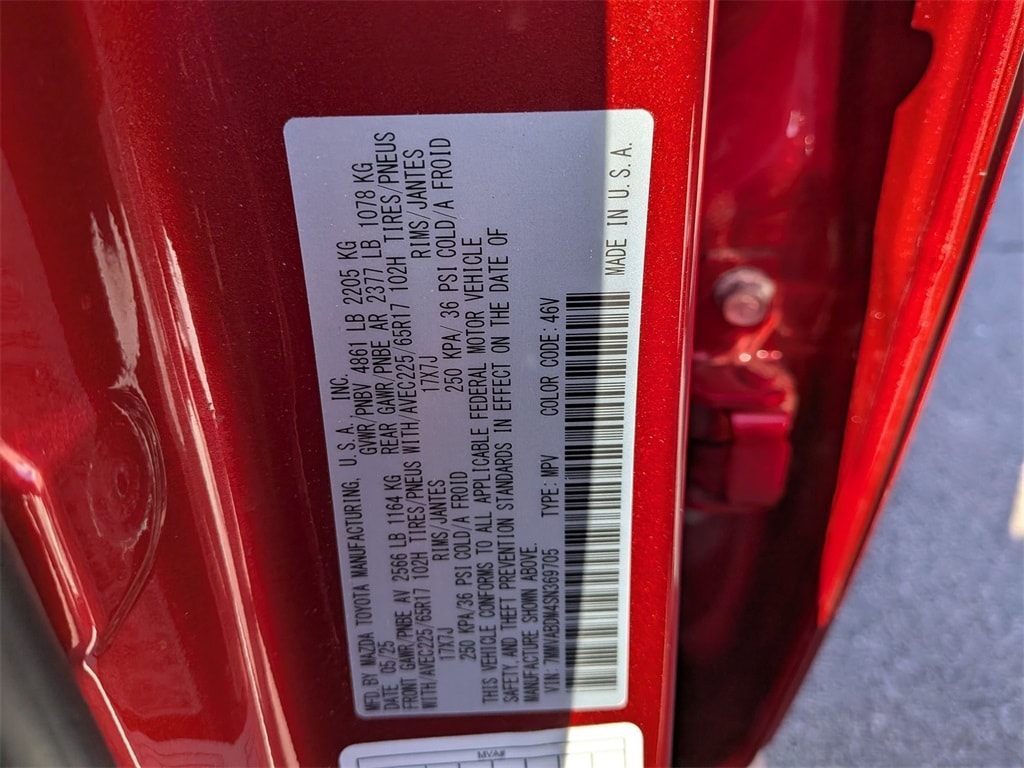 MFD. BY MAZDA TOYOTA MANUFACTURING, U.S.A., INC.
DATE 05/25 GVWR/PNBV 4861 LB 2205 KG
FRONT GAWR/PNBE AV 2566 LB 1164 KG REAR GAWR/PNBE AR 2377 LB 1078 KG
WITH/AVEC225/65R17 102H TIRES/PNEUS WITH/AVEC225/65R17 102H TIRES/PNEUS
17X7J RIMS/JANTES 17X7J RIMS/JANTES
250 KPA/36 PSI COLD/A FROID 250 KPA/ 36 PSI COLD/A FROID
THIS VEHICLE CONFORMS TO ALL APPLICABLE FEDERAL MOTOR VEHICLE
SAFETY AND THEFT PREVENTION STANDARDS IN EFFECT ON THE DATE OF
MANUFACTURE SHOWN ABOVE.
VIN: 7MMVABDM4SN369705 TYPE: MPV COLOR CODE: 46V
MADE IN U.S.A.
MVMA#